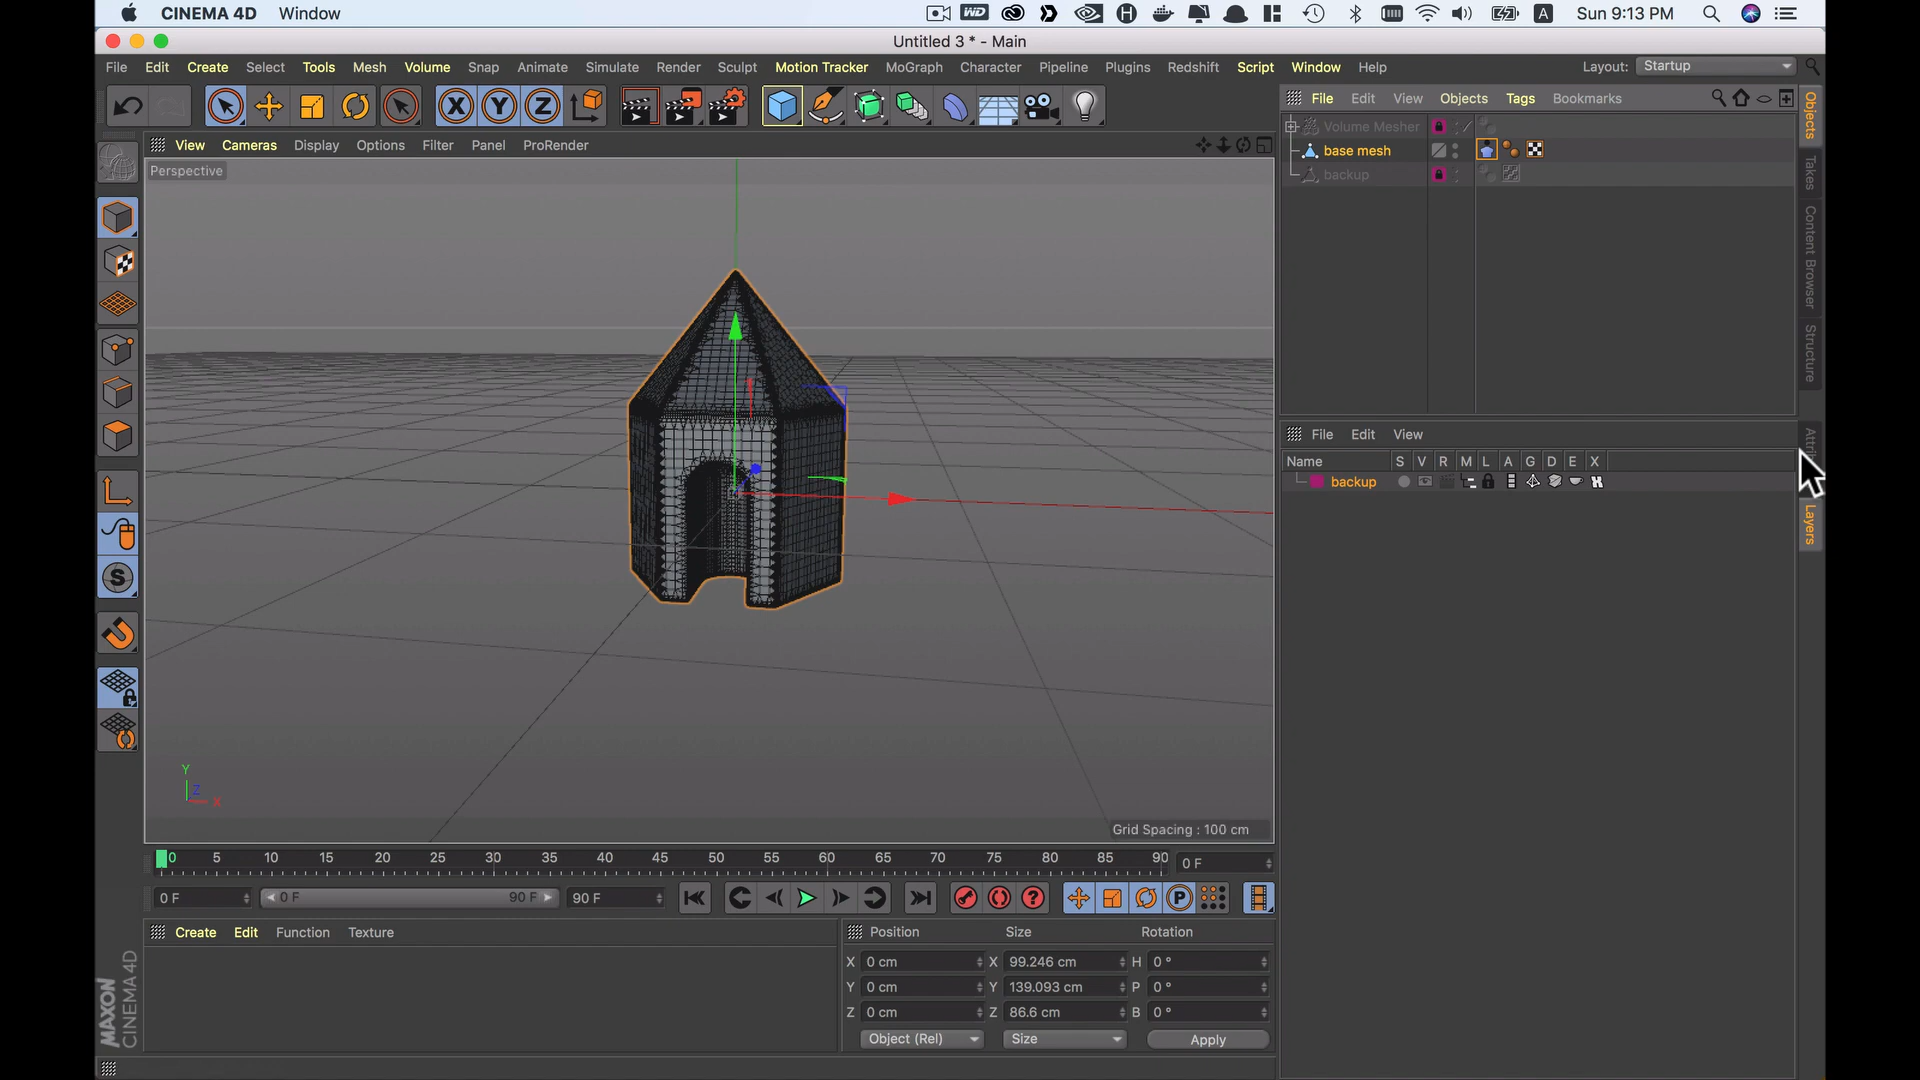 CINEMA 4D Window
A Sun 9:13 PM
Untitled 3 * - Main
File Edit Create Select Tools Mesh Volume Snap Animate Simulate Render Sculpt Motion Tracker MoGraph Character Pipeline Plugins Redshift Script Window Help Layout: Startup
X Y Z
File Edit View Objects Tags Bookmarks
View Cameras Display Options Filter Panel ProRender
Perspective
Volume Mesher
base mesh
backup
Objects
Takes
Content Browser
Structure
File Edit View
Name S V R M L A G D E X
backup
Layers
S
Y
Z
X
Grid Spacing : 100 cm
0 5 10 15 20 25 30 35 40 45 50 55 60 65 70 75 80 85 90 0 F
0 F 0 F 90 F 90 F P
Create Edit Function Texture
Position Size Rotation
X 0 cm X 99.246 cm H 0 °
Y 0 cm Y 139.093 cm P 0 °
Z 0 cm Z 86.6 cm B 0 °
Object (Rel) Size Apply
MAXON
CINEMA 4D